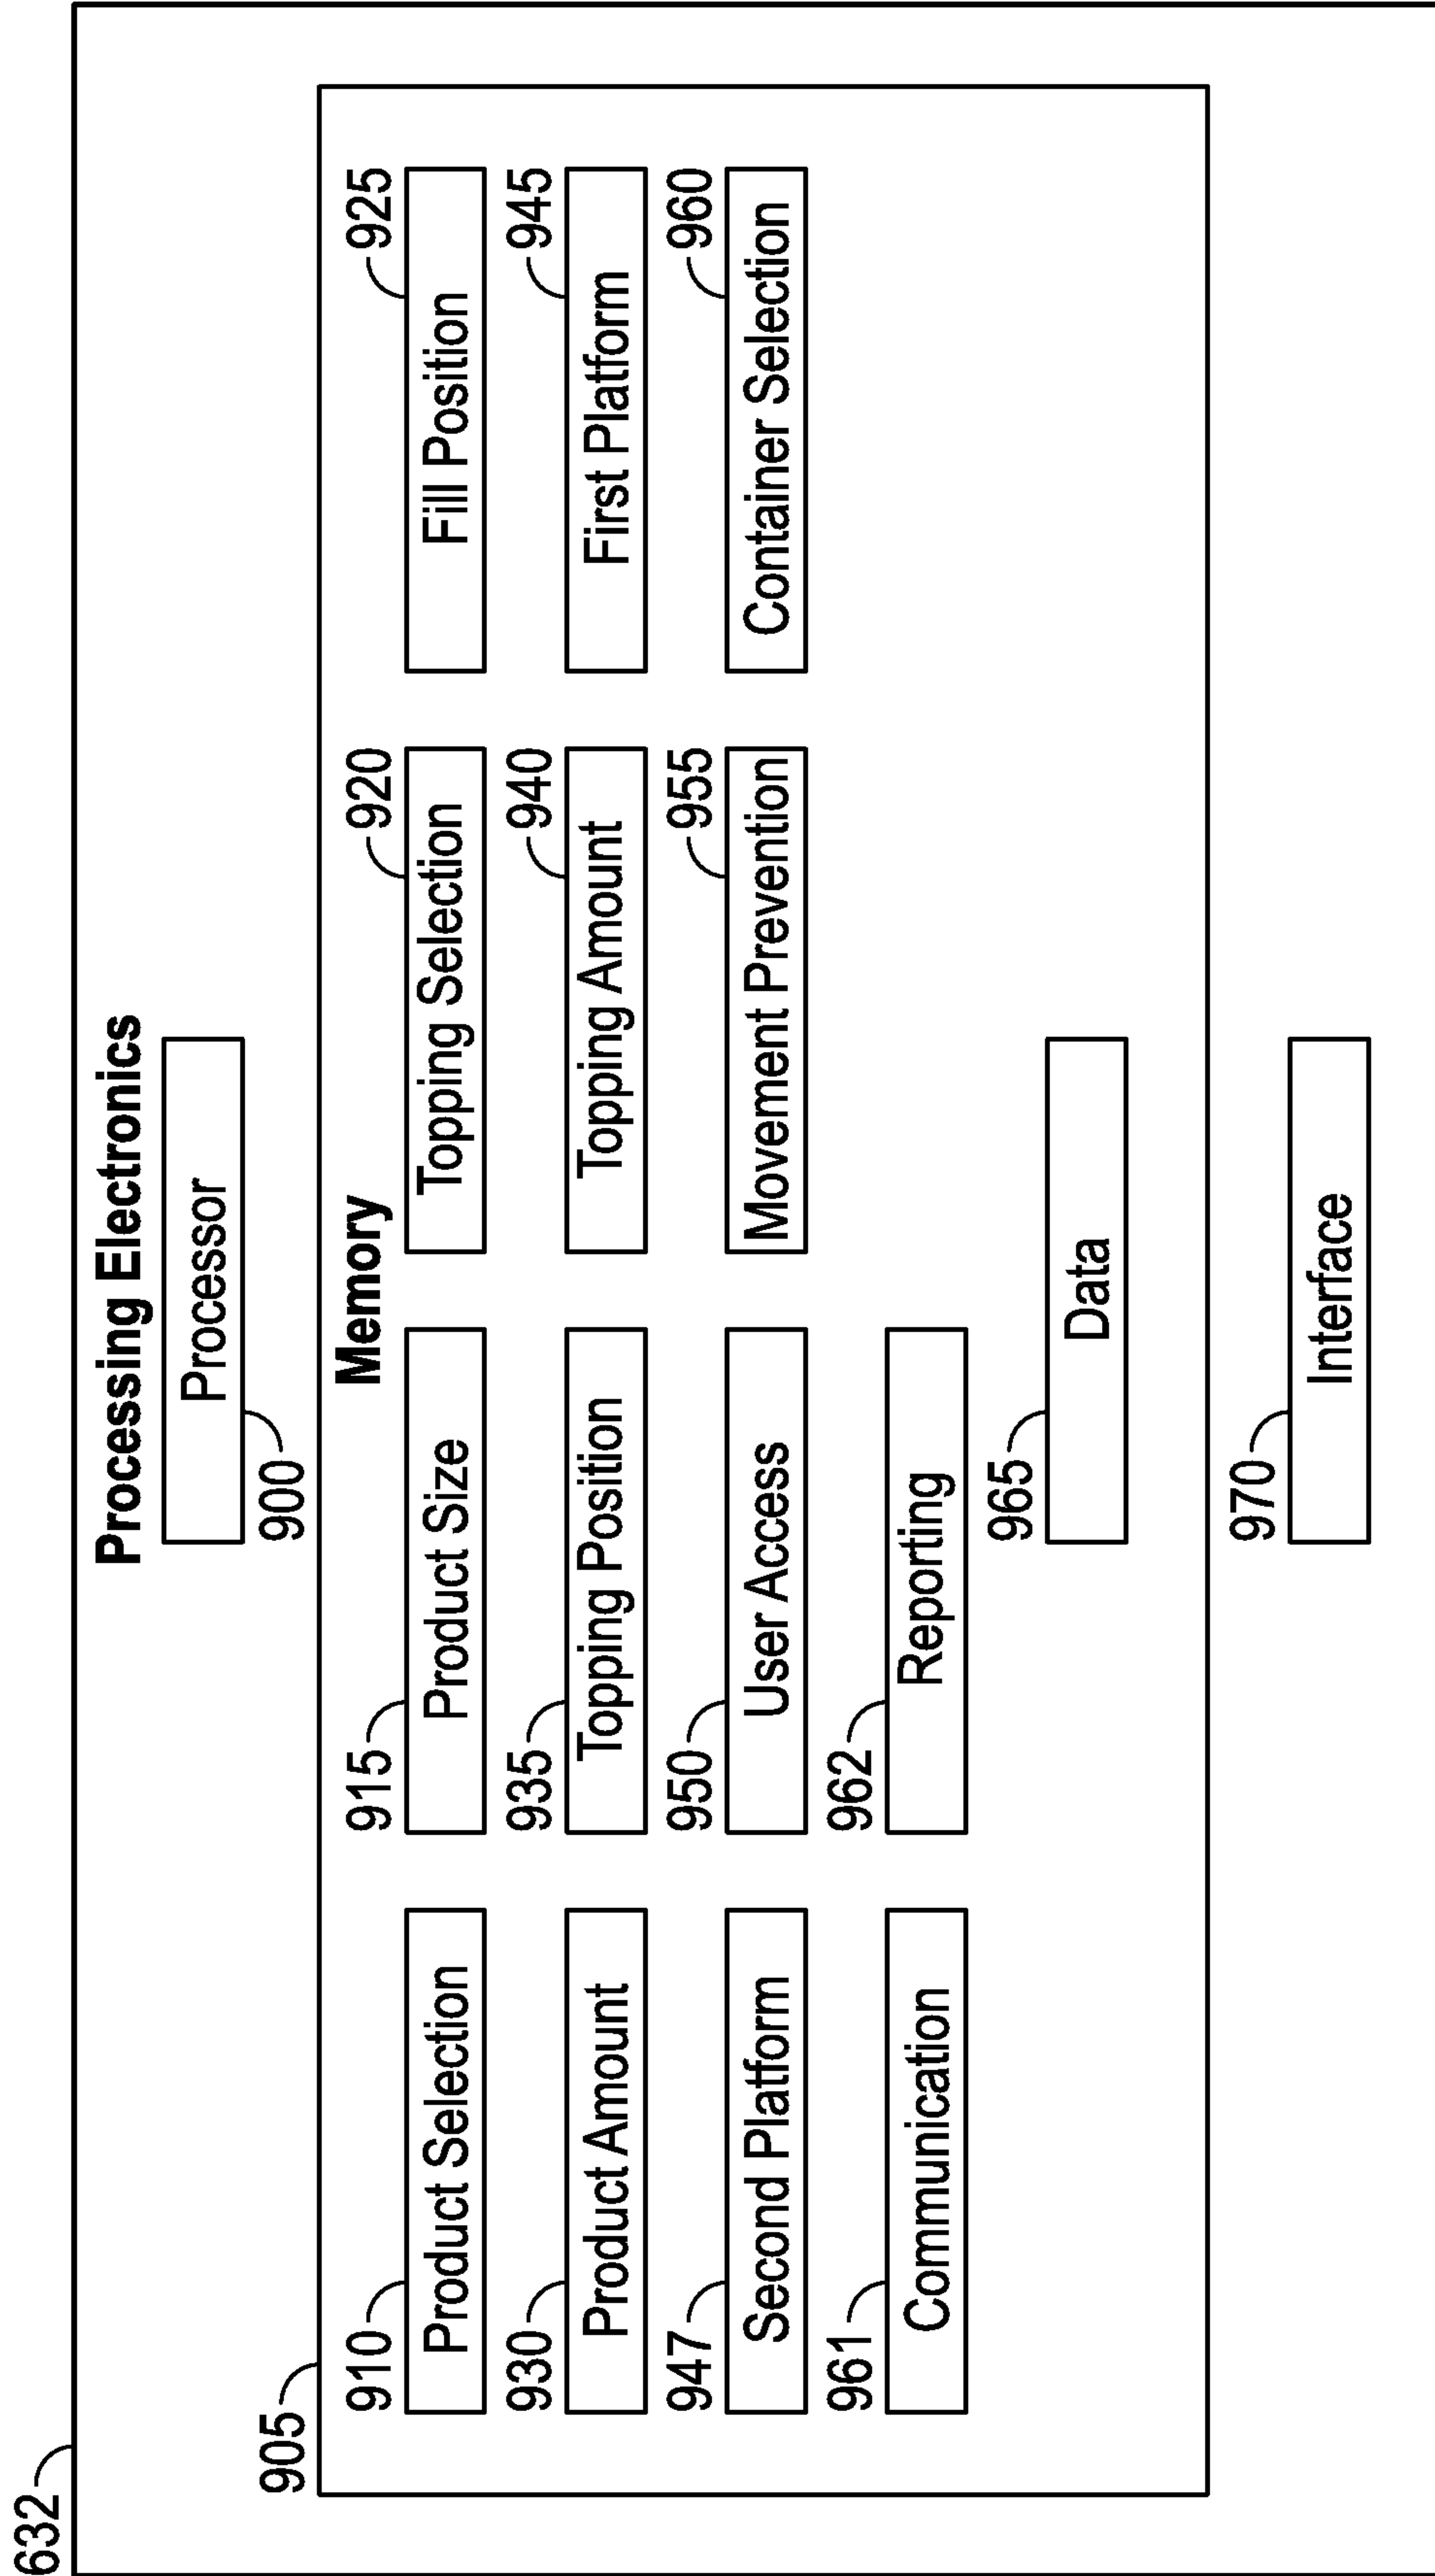 632
Processing Electronics
Processor
900
905
Memory
910
915
920
925
Product Selection
Product Size
Topping Selection
Fill Position
930
935
940
945
Product Amount
Topping Position
Topping Amount
First Platform
947
950
955
960
Second Platform
User Access
Movement Prevention
Container Selection
961
962
Communication
Reporting
965
Data
970
Interface